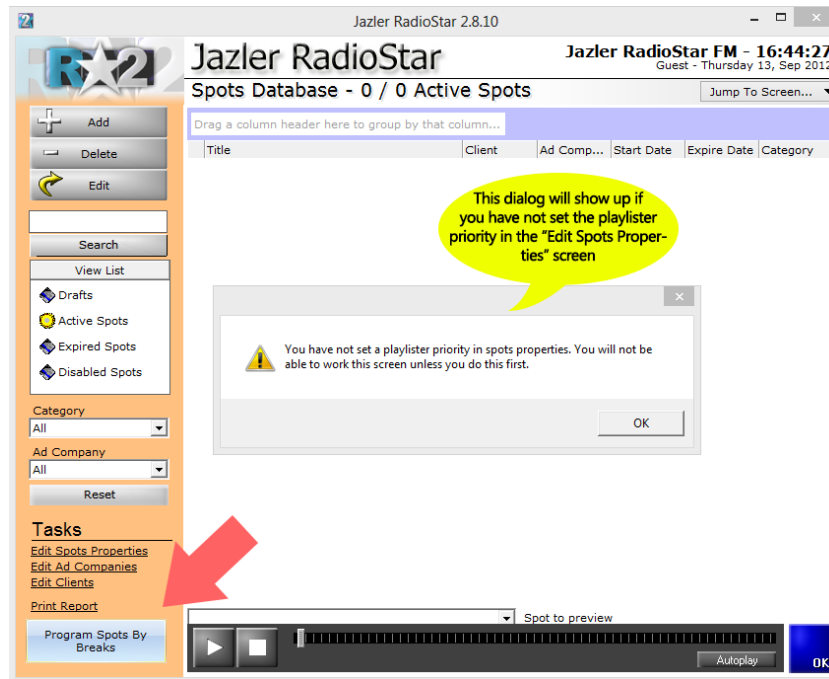 Jazler RadioStar 2.8.10
R 2
Jazler RadioStar
Jazler RadioStar FM - 16:44:27
Guest - Thursday 13, Sep 2012
Spots Database - 0 / 0 Active Spots
Jump To Screen...
Add
Delete
Edit
Search
View List
Drafts
Active Spots
Expired Spots
Disabled Spots
Category
All
Ad Company
All
Reset
Tasks
Edit Spots Properties
Edit Ad Companies
Edit Clients
Print Report
Program Spots By
Breaks
Drag a column header here to group by that column...
Title Client Ad Comp... Start Date Expire Date Category
This dialog will show up if
you have not set the playlister
priority in the "Edit Spots Proper-
ties" screen
You have not set a playlister priority in spots properties. You will not be
able to work this screen unless you do this first.
OK
Spot to preview
Autoplay
OK